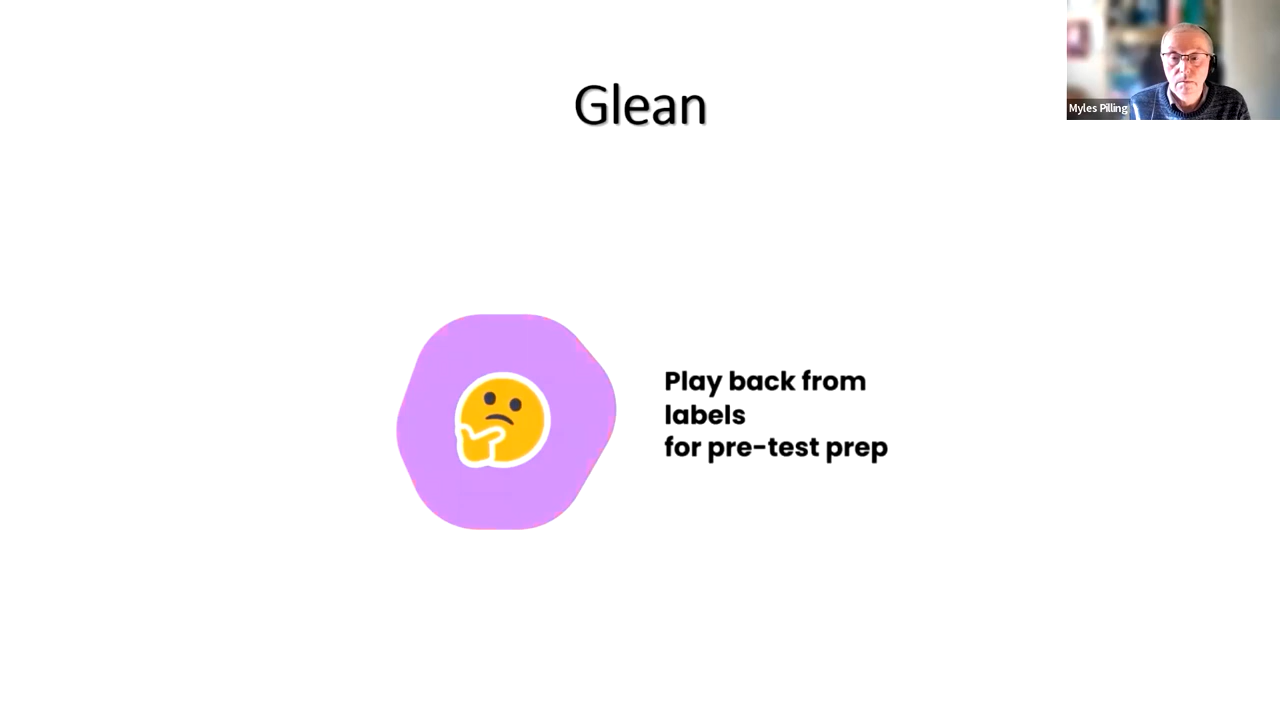 Glean
Myles Pilling
Play back from
labels
for pre-test prep